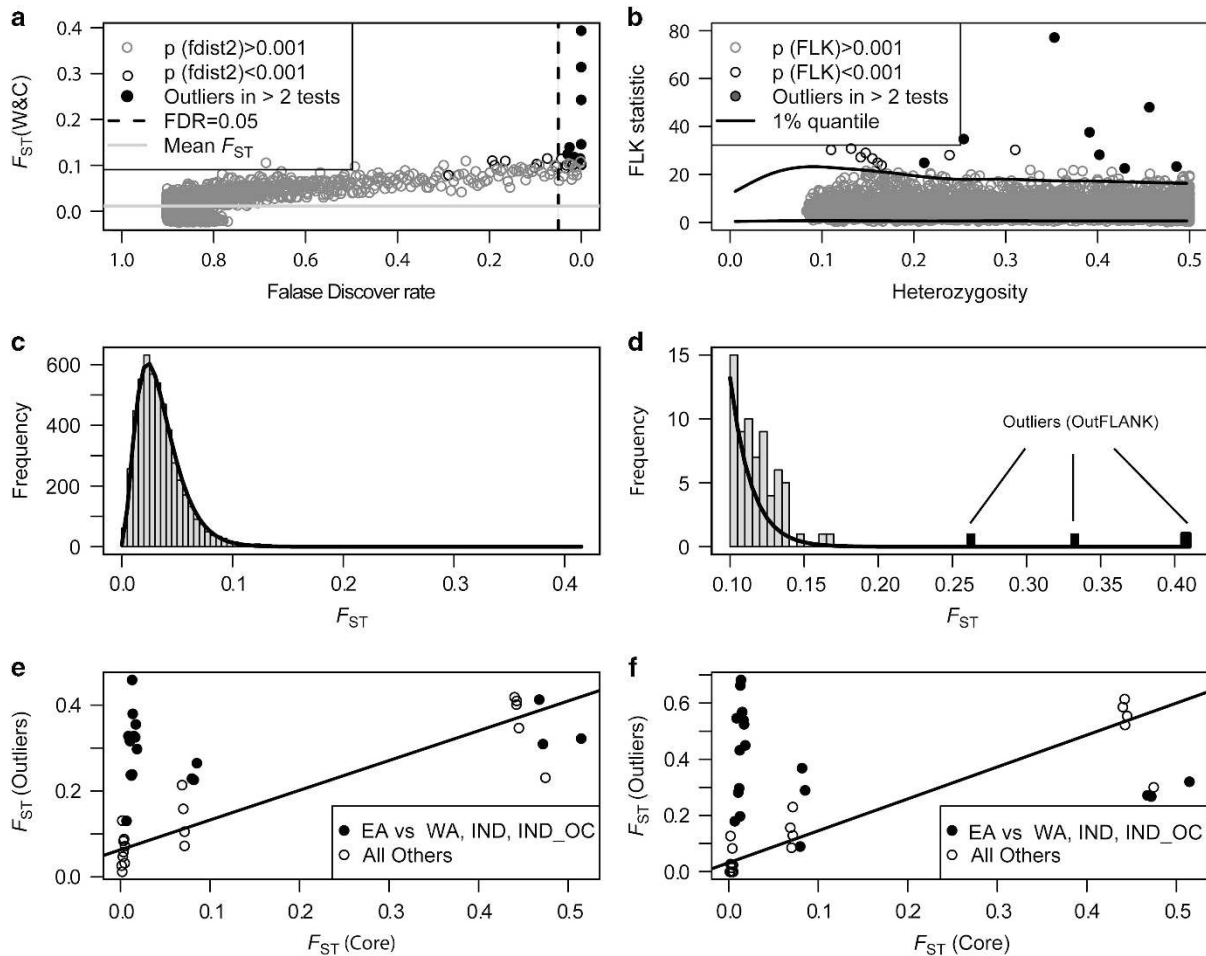 a
0.4
0.3
0.2
0.1
0.0
F_ST(W&C)
p (fdist2)>0.001
p (fdist2)<0.001
Outliers in > 2 tests
FDR=0.05
Mean F_ST
1.0 0.8 0.6 0.4 0.2 0.0
Falase Discover rate
b
80
60
40
20
0
FLK statistic
p (FLK)>0.001
p (FLK)<0.001
Outliers in > 2 tests
1% quantile
0.0 0.1 0.2 0.3 0.4 0.5
Heterozygosity
c
600
400
200
0
Frequency
0.0 0.1 0.2 0.3 0.4
F_ST
d
15
10
5
0
Frequency
Outliers (OutFLANK)
0.10 0.15 0.20 0.25 0.30 0.35 0.40
F_ST
e
0.4
0.2
0.0
F_ST (Outliers)
EA vs WA, IND, IND_OC
All Others
0.0 0.1 0.2 0.3 0.4 0.5
F_ST (Core)
f
0.6
0.4
0.2
0.0
F_ST (Outliers)
EA vs WA, IND, IND_OC
All Others
0.0 0.1 0.2 0.3 0.4 0.5
F_ST (Core)